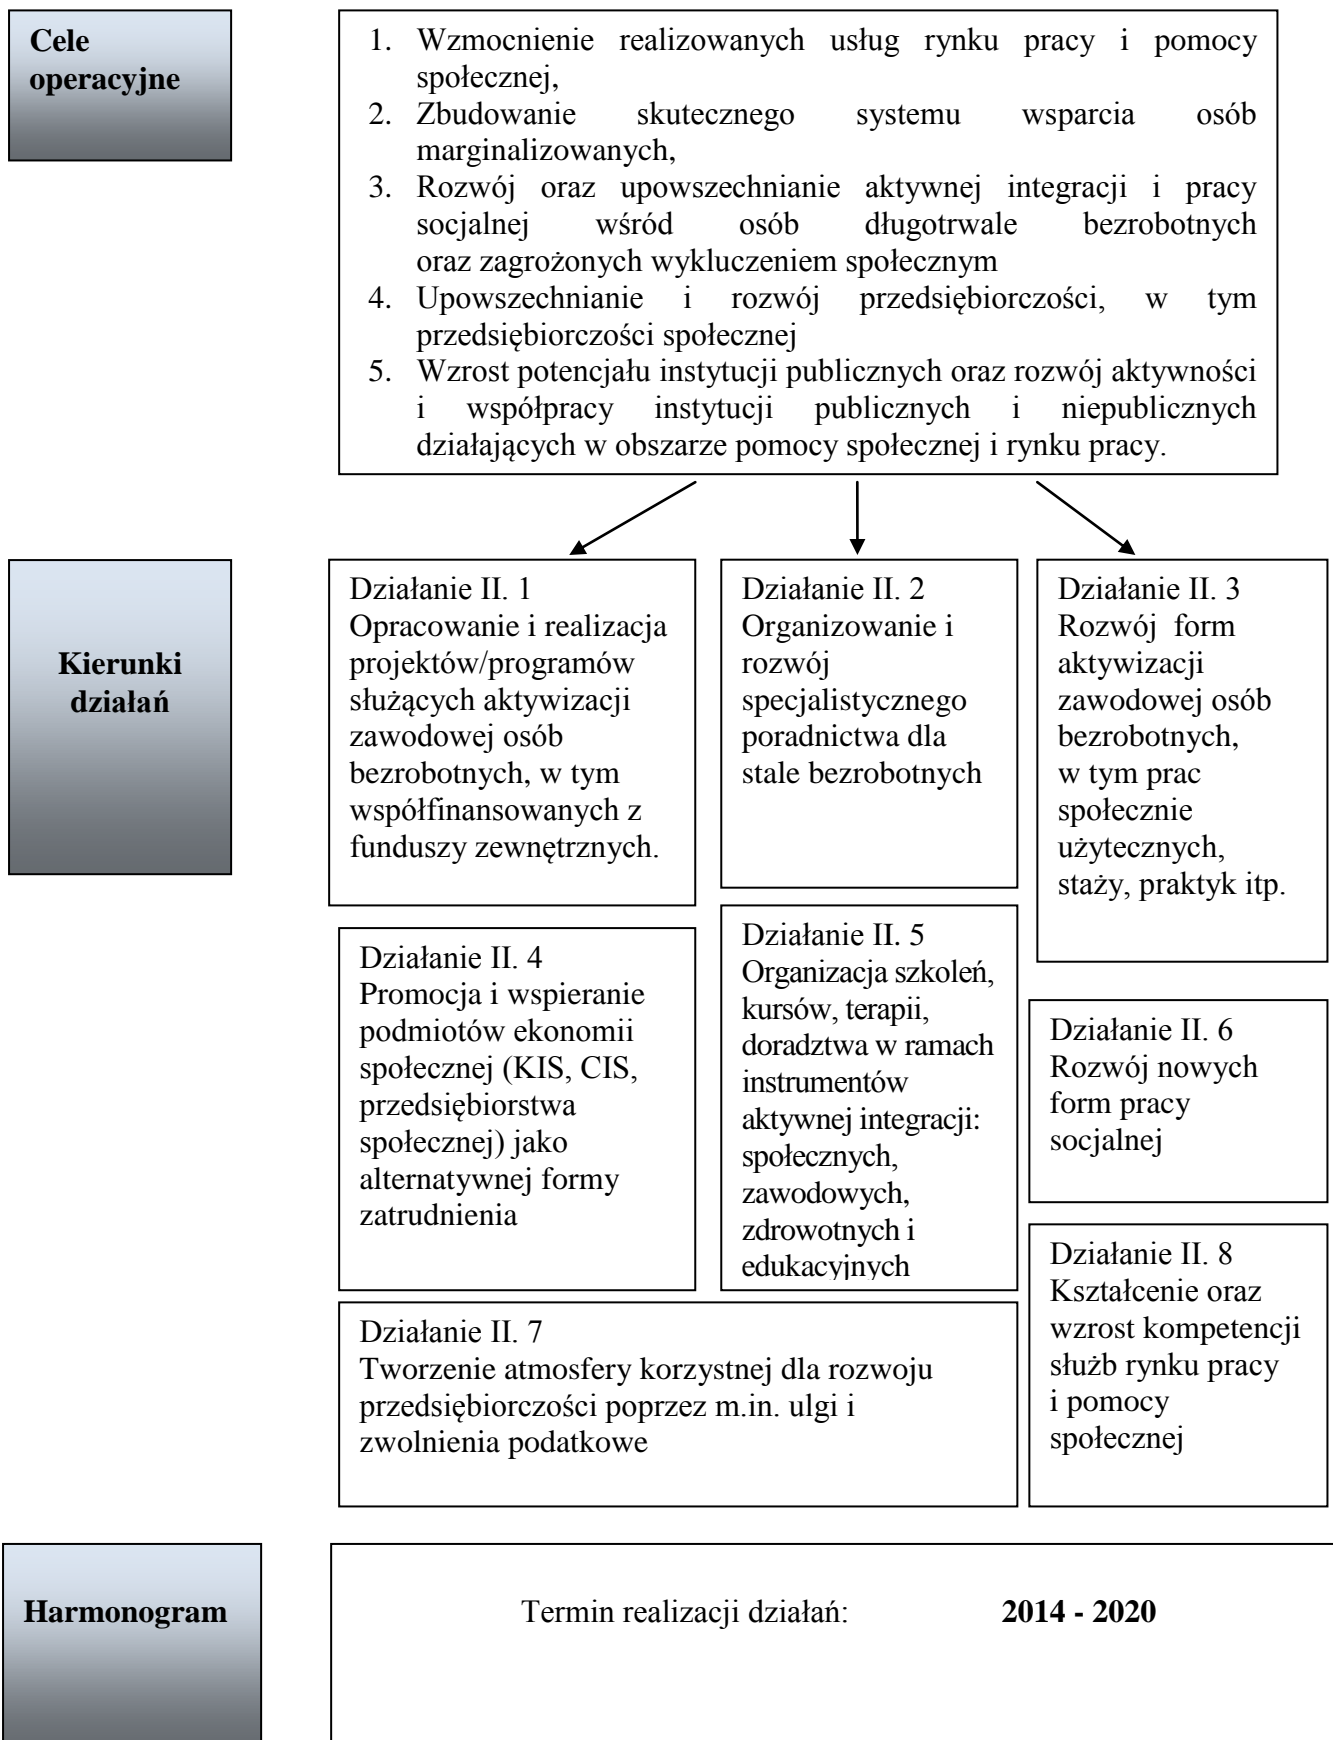 Cele
operacyjne
1. Wzmocnienie realizowanych usług rynku pracy i pomocy
społecznej,
2. Zbudowanie skutecznego systemu wsparcia osób
marginalizowanych,
3. Rozwój oraz upowszechnianie aktywnej integracji i pracy
socjalnej wśród osób długotrwale bezrobotnych
oraz zagrożonych wykluczeniem społecznym
4. Upowszechnianie i rozwój przedsiębiorczości, w tym
przedsiębiorczości społecznej
5. Wzrost potencjału instytucji publicznych oraz rozwój aktywności
i współpracy instytucji publicznych i niepublicznych
działających w obszarze pomocy społecznej i rynku pracy.
Kierunki
działań
Działanie II. 1
Opracowanie i realizacja
projektów/programów
służących aktywizacji
zawodowej osób
bezrobotnych, w tym
współfinansowanych z
funduszy zewnętrznych.
Działanie II. 2
Organizowanie i
rozwój
specjalistycznego
poradnictwa dla
stale bezrobotnych
Działanie II. 3
Rozwój form
aktywizacji
zawodowej osób
bezrobotnych,
w tym prac
społecznie
użytecznych,
staży, praktyk itp.
Działanie II. 4
Promocja i wspieranie
podmiotów ekonomii
społecznej (KIS, CIS,
przedsiębiorstwa
społecznej) jako
alternatywnej formy
zatrudnienia
Działanie II. 5
Organizacja szkoleń,
kursów, terapii,
doradztwa w ramach
instrumentów
aktywnej integracji:
społecznych,
zawodowych,
zdrowotnych i
edukacyjnych
Działanie II. 6
Rozwój nowych
form pracy
socjalnej
Działanie II. 7
Tworzenie atmosfery korzystnej dla rozwoju
przedsiębiorczości poprzez m.in. ulgi i
zwolnienia podatkowe
Działanie II. 8
Kształcenie oraz
wzrost kompetencji
służb rynku pracy
i pomocy
społecznej
Harmonogram
Termin realizacji działań: 2014 - 2020